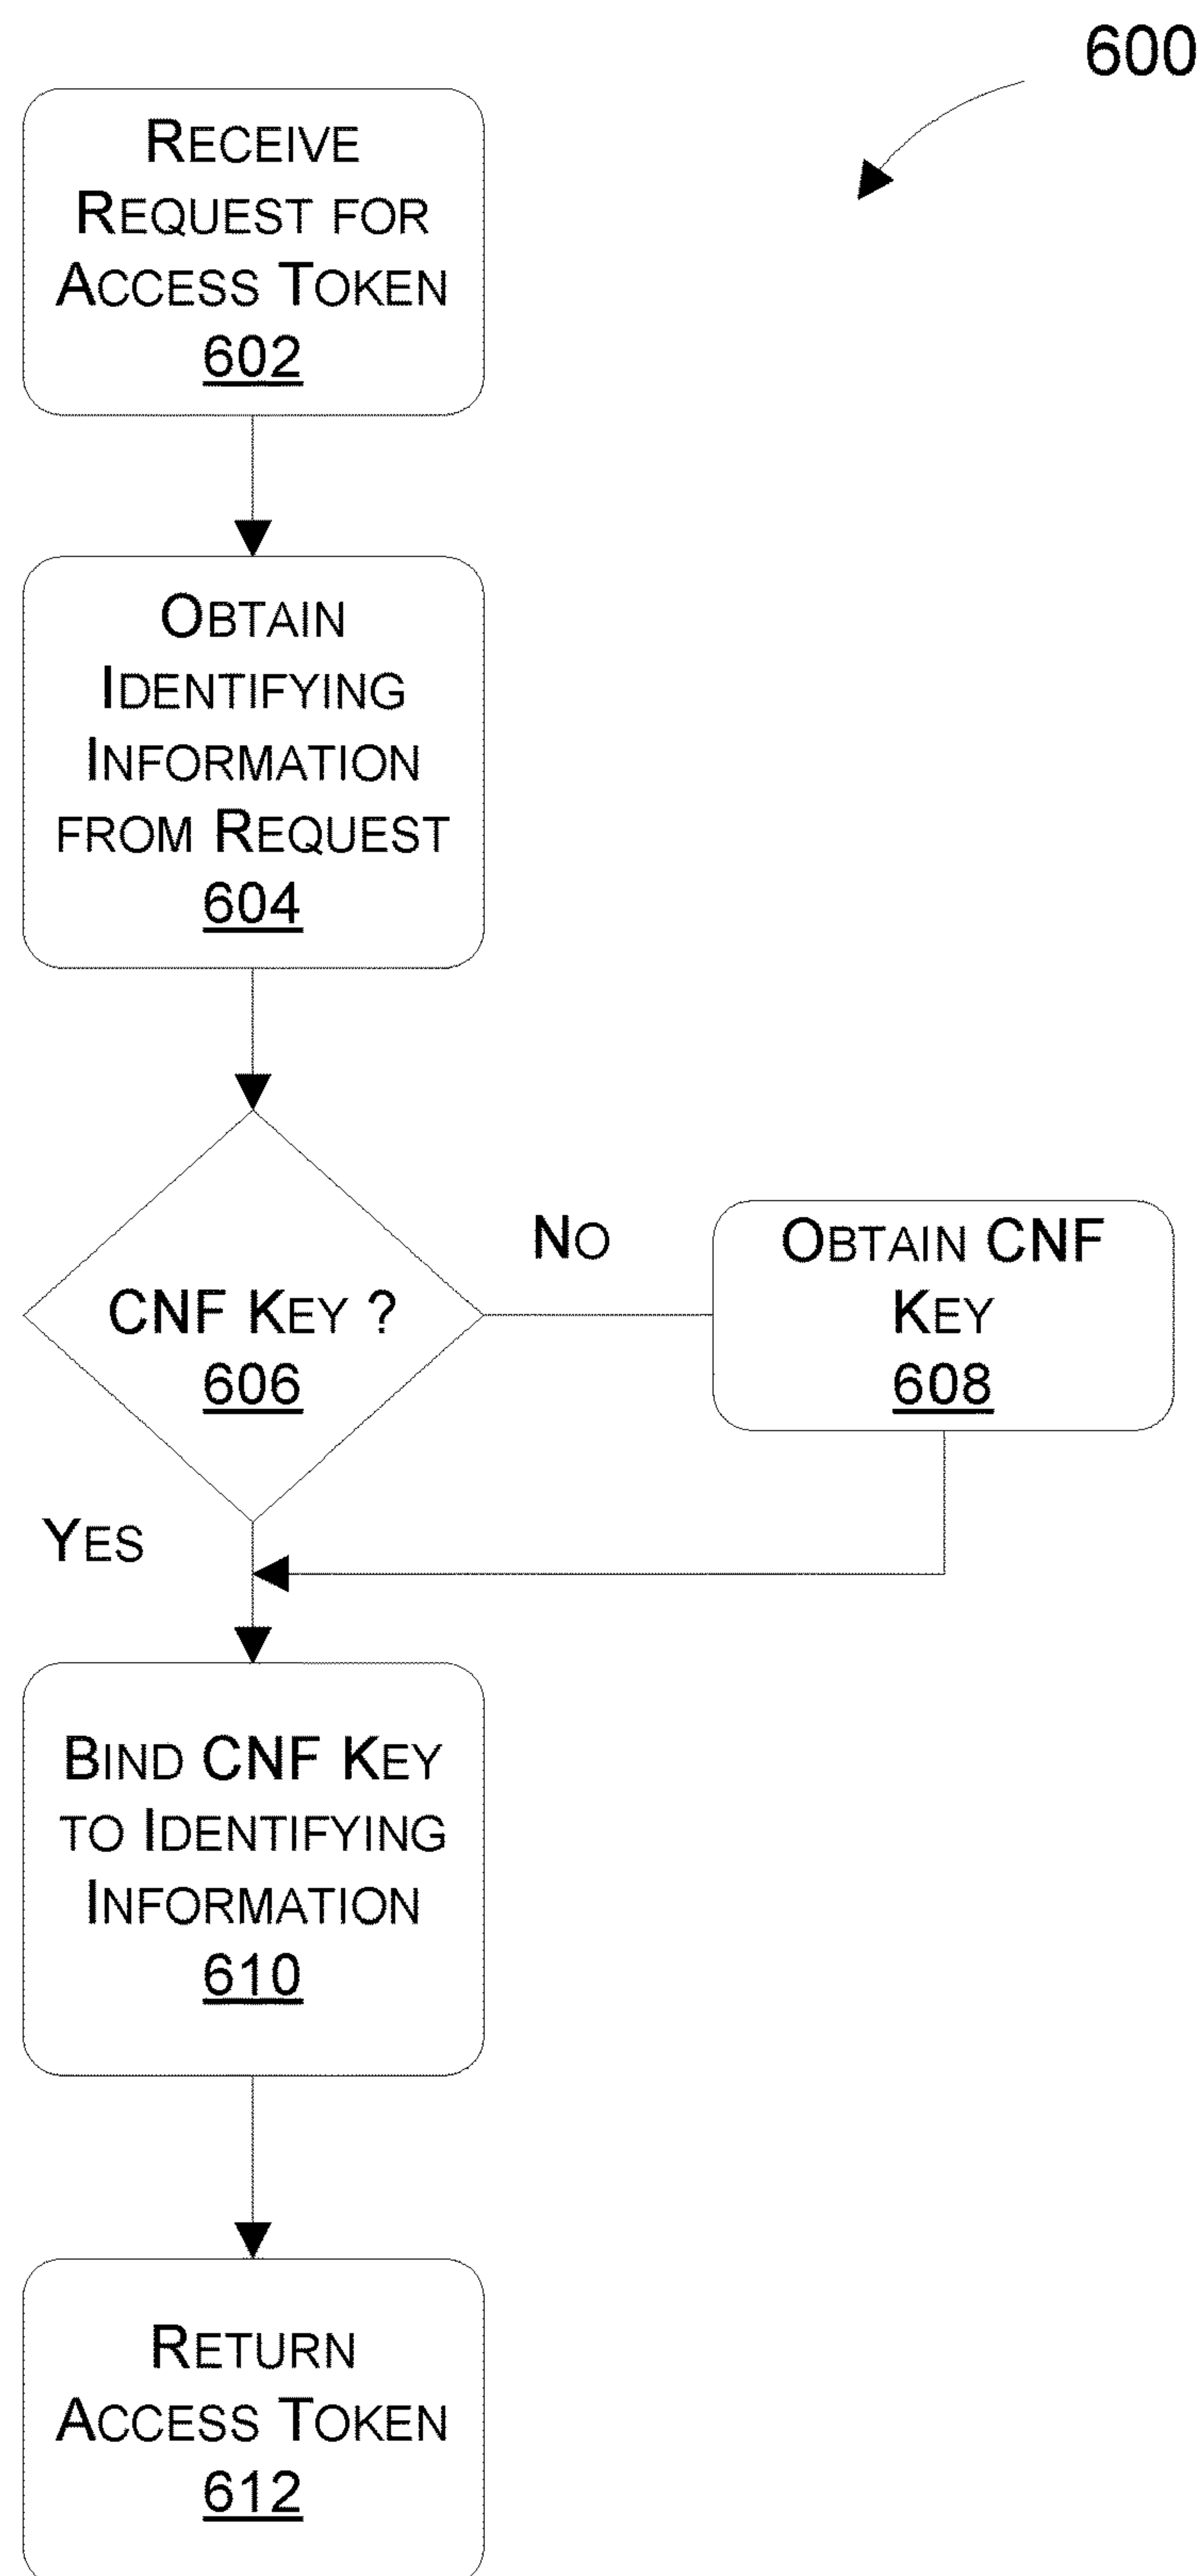 600
RECEIVE
REQUEST FOR
ACCESS TOKEN
602
OBTAIN
IDENTIFYING
INFORMATION
FROM REQUEST
604
CNF KEY ?
606
NO
OBTAIN CNF
KEY
608
YES
BIND CNF KEY
TO IDENTIFYING
INFORMATION
610
RETURN
ACCESS TOKEN
612